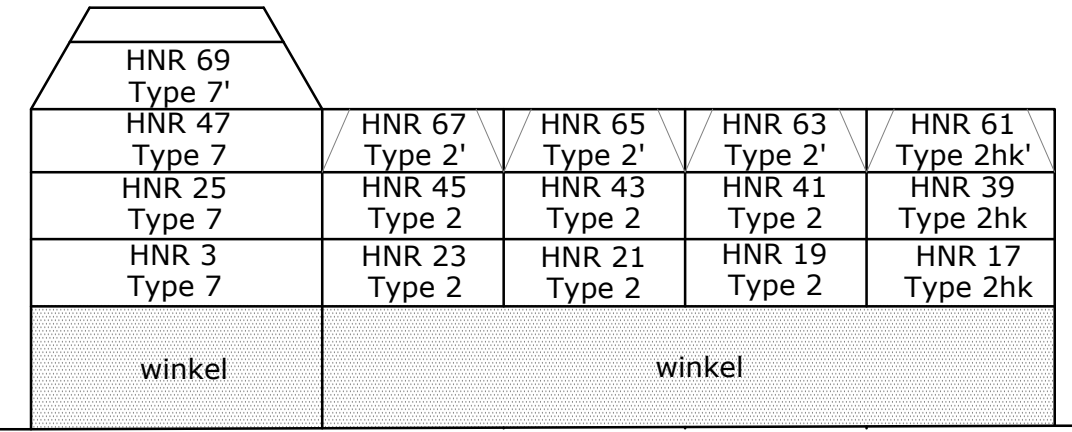 HNR 69
Type 7'
HNR 47
Type 7
HNR 67
Type 2'
HNR 65
Type 2'
HNR 63
Type 2'
HNR 61
Type 2hk'
HNR 25
Type 7
HNR 45
Type 2
HNR 43
Type 2
HNR 41
Type 2
HNR 39
Type 2hk
HNR 3
Type 7
HNR 23
Type 2
HNR 21
Type 2
HNR 19
Type 2
HNR 17
Type 2hk
winkel
winkel